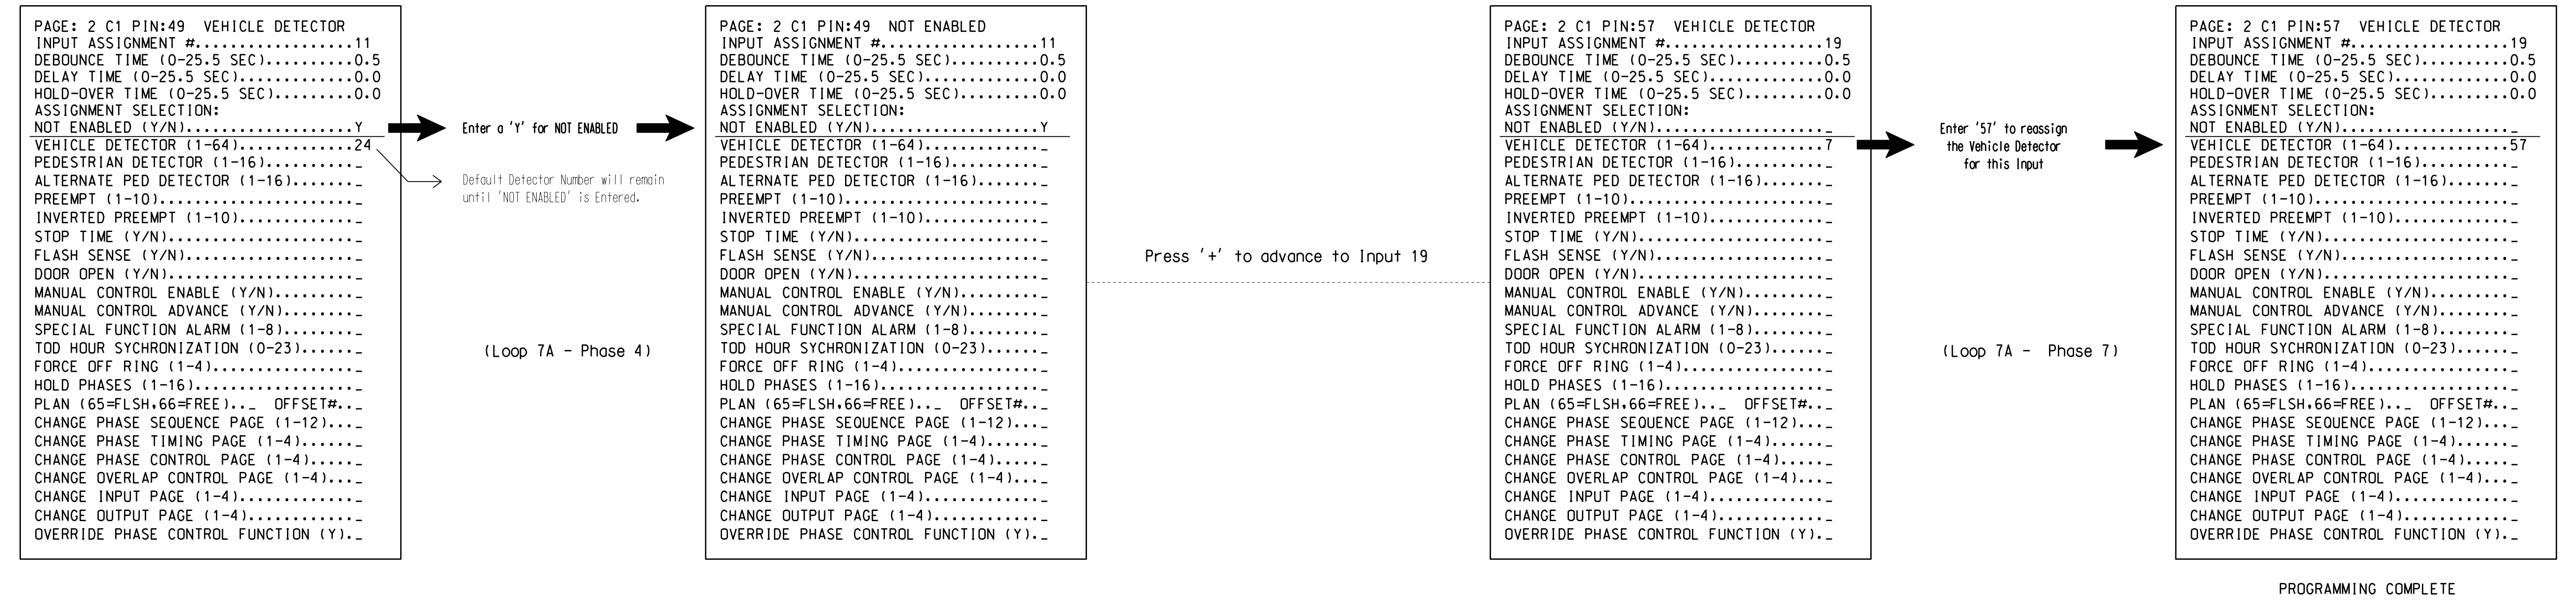 PAGE: 2 C1 PIN:49  VEHICLE DETECTOR
INPUT ASSIGNMENT #..................11
DEBOUNCE TIME (0-25.5 SEC)..........0.5
DELAY TIME (0-25.5 SEC).............0.0
HOLD-OVER TIME (0-25.5 SEC).........0.0
ASSIGNMENT SELECTION:
NOT ENABLED (Y/N)...................Y
VEHICLE DETECTOR (1-64).............24
PEDESTRIAN DETECTOR (1-16).........._
ALTERNATE PED DETECTOR (1-16)......._
PREEMPT (1-10)......................_
INVERTED PREEMPT (1-10)............._
STOP TIME (Y/N)....................._
FLASH SENSE (Y/N)..................._
DOOR OPEN (Y/N)....................._
MANUAL CONTROL ENABLE (Y/N)........._
MANUAL CONTROL ADVANCE (Y/N)........_
SPECIAL FUNCTION ALARM (1-8)........_
TOD HOUR SYCHRONIZATION (0-23)......_
FORCE OFF RING (1-4)................_
HOLD PHASES (1-16).................._
PLAN (65=FLSH,66=FREE).._  OFFSET#.._
CHANGE PHASE SEQUENCE PAGE (1-12)..._
CHANGE PHASE TIMING PAGE (1-4)......_
CHANGE PHASE CONTROL PAGE (1-4)....._
CHANGE OVERLAP CONTROL PAGE (1-4)..._
CHANGE INPUT PAGE (1-4)............._
CHANGE OUTPUT PAGE (1-4)............_
OVERRIDE PHASE CONTROL FUNCTION (Y)._
Enter a 'Y' for NOT ENABLED
Default Detector Number will remain
until 'NOT ENABLED' is Entered.
(Loop 7A - Phase 4)
PAGE: 2 C1 PIN:49  NOT ENABLED
INPUT ASSIGNMENT #..................11
DEBOUNCE TIME (0-25.5 SEC)..........0.5
DELAY TIME (0-25.5 SEC).............0.0
HOLD-OVER TIME (0-25.5 SEC).........0.0
ASSIGNMENT SELECTION:
NOT ENABLED (Y/N)...................Y
VEHICLE DETECTOR (1-64)............._
PEDESTRIAN DETECTOR (1-16).........._
ALTERNATE PED DETECTOR (1-16)......._
PREEMPT (1-10)......................_
INVERTED PREEMPT (1-10)............._
STOP TIME (Y/N)....................._
FLASH SENSE (Y/N)..................._
DOOR OPEN (Y/N)....................._
MANUAL CONTROL ENABLE (Y/N)........._
MANUAL CONTROL ADVANCE (Y/N)........_
SPECIAL FUNCTION ALARM (1-8)........_
TOD HOUR SYCHRONIZATION (0-23)......_
FORCE OFF RING (1-4)................_
HOLD PHASES (1-16).................._
PLAN (65=FLSH,66=FREE).._  OFFSET#.._
CHANGE PHASE SEQUENCE PAGE (1-12)..._
CHANGE PHASE TIMING PAGE (1-4)......_
CHANGE PHASE CONTROL PAGE (1-4)....._
CHANGE OVERLAP CONTROL PAGE (1-4)..._
CHANGE INPUT PAGE (1-4)............._
CHANGE OUTPUT PAGE (1-4)............_
OVERRIDE PHASE CONTROL FUNCTION (Y)._
Press '+' to advance to Input 19
PAGE: 2 C1 PIN:57  VEHICLE DETECTOR
INPUT ASSIGNMENT #..................19
DEBOUNCE TIME (0-25.5 SEC)..........0.5
DELAY TIME (0-25.5 SEC).............0.0
HOLD-OVER TIME (0-25.5 SEC).........0.0
ASSIGNMENT SELECTION:
NOT ENABLED (Y/N)..................._
VEHICLE DETECTOR (1-64).............7
PEDESTRIAN DETECTOR (1-16).........._
ALTERNATE PED DETECTOR (1-16)......._
PREEMPT (1-10)......................_
INVERTED PREEMPT (1-10)............._
STOP TIME (Y/N)....................._
FLASH SENSE (Y/N)..................._
DOOR OPEN (Y/N)....................._
MANUAL CONTROL ENABLE (Y/N)........._
MANUAL CONTROL ADVANCE (Y/N)........_
SPECIAL FUNCTION ALARM (1-8)........_
TOD HOUR SYCHRONIZATION (0-23)......_
FORCE OFF RING (1-4)................_
HOLD PHASES (1-16).................._
PLAN (65=FLSH,66=FREE).._  OFFSET#.._
CHANGE PHASE SEQUENCE PAGE (1-12)..._
CHANGE PHASE TIMING PAGE (1-4)......_
CHANGE PHASE CONTROL PAGE (1-4)....._
CHANGE OVERLAP CONTROL PAGE (1-4)..._
CHANGE INPUT PAGE (1-4)............._
CHANGE OUTPUT PAGE (1-4)............_
OVERRIDE PHASE CONTROL FUNCTION (Y)._
Enter '57' to reassign
the Vehicle Detector
for this Input
(Loop 7A -  Phase 7)
PAGE: 2 C1 PIN:57  VEHICLE DETECTOR
INPUT ASSIGNMENT #..................19
DEBOUNCE TIME (0-25.5 SEC)..........0.5
DELAY TIME (0-25.5 SEC).............0.0
HOLD-OVER TIME (0-25.5 SEC).........0.0
ASSIGNMENT SELECTION:
NOT ENABLED (Y/N)..................._
VEHICLE DETECTOR (1-64).............57
PEDESTRIAN DETECTOR (1-16).........._
ALTERNATE PED DETECTOR (1-16)......._
PREEMPT (1-10)......................_
INVERTED PREEMPT (1-10)............._
STOP TIME (Y/N)....................._
FLASH SENSE (Y/N)..................._
DOOR OPEN (Y/N)....................._
MANUAL CONTROL ENABLE (Y/N)........._
MANUAL CONTROL ADVANCE (Y/N)........_
SPECIAL FUNCTION ALARM (1-8)........_
TOD HOUR SYCHRONIZATION (0-23)......_
FORCE OFF RING (1-4)................_
HOLD PHASES (1-16).................._
PLAN (65=FLSH,66=FREE).._  OFFSET#.._
CHANGE PHASE SEQUENCE PAGE (1-12)..._
CHANGE PHASE TIMING PAGE (1-4)......_
CHANGE PHASE CONTROL PAGE (1-4)....._
CHANGE OVERLAP CONTROL PAGE (1-4)..._
CHANGE INPUT PAGE (1-4)............._
CHANGE OUTPUT PAGE (1-4)............_
OVERRIDE PHASE CONTROL FUNCTION (Y)._
PROGRAMMING COMPLETE